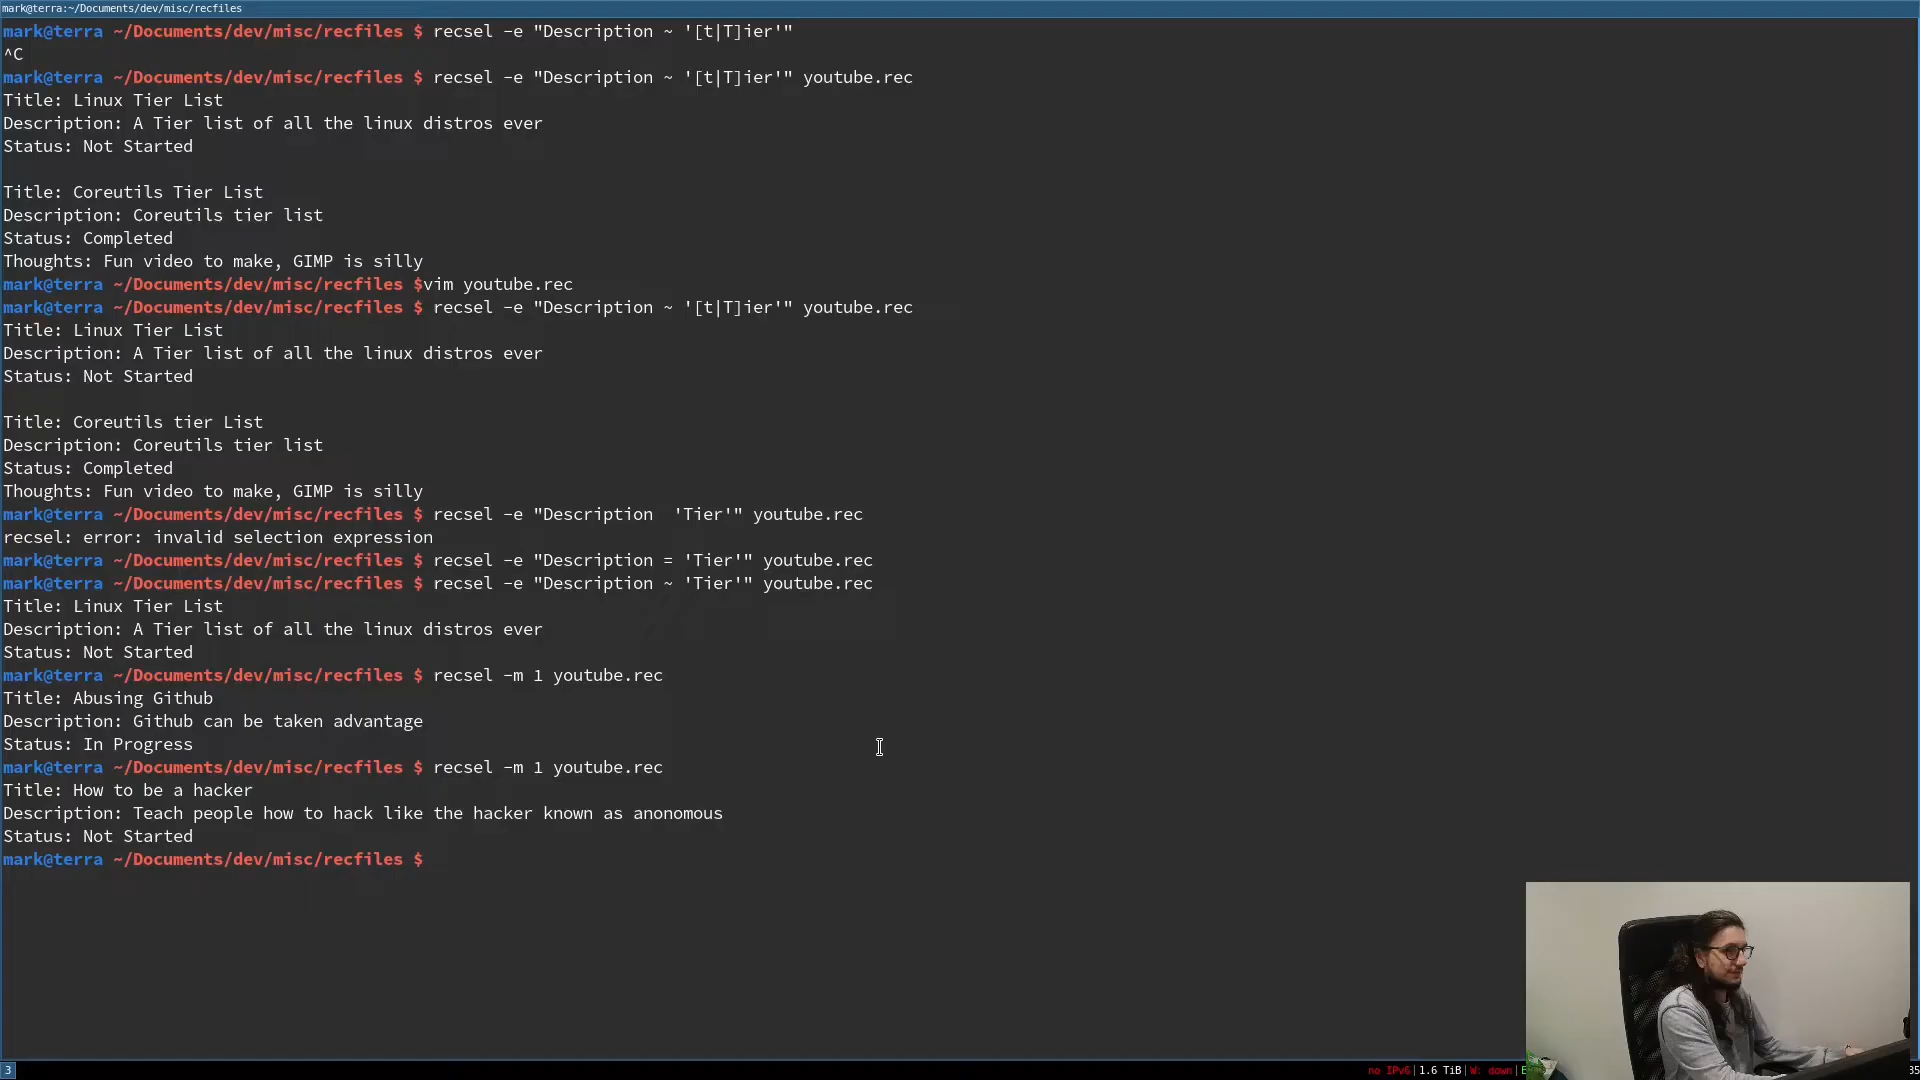 mark@terra:~/Documents/dev/misc/recfiles
mark@terra ~/Documents/dev/misc/recfiles $ recsel -e "Description ~ '[t|T]ier'"
^C
mark@terra ~/Documents/dev/misc/recfiles $ recsel -e "Description ~ '[t|T]ier'" youtube.rec
Title: Linux Tier List
Description: A Tier list of all the linux distros ever
Status: Not Started

Title: Coreutils Tier List
Description: Coreutils tier list
Status: Completed
Thoughts: Fun video to make, GIMP is silly
mark@terra ~/Documents/dev/misc/recfiles $vim youtube.rec
mark@terra ~/Documents/dev/misc/recfiles $ recsel -e "Description ~ '[t|T]ier'" youtube.rec
Title: Linux Tier List
Description: A Tier list of all the linux distros ever
Status: Not Started

Title: Coreutils tier List
Description: Coreutils tier list
Status: Completed
Thoughts: Fun video to make, GIMP is silly
mark@terra ~/Documents/dev/misc/recfiles $ recsel -e "Description  'Tier'" youtube.rec
recsel: error: invalid selection expression
mark@terra ~/Documents/dev/misc/recfiles $ recsel -e "Description = 'Tier'" youtube.rec
mark@terra ~/Documents/dev/misc/recfiles $ recsel -e "Description ~ 'Tier'" youtube.rec
Title: Linux Tier List
Description: A Tier list of all the linux distros ever
Status: Not Started
mark@terra ~/Documents/dev/misc/recfiles $ recsel -m 1 youtube.rec
Title: Abusing Github
Description: Github can be taken advantage
Status: In Progress
mark@terra ~/Documents/dev/misc/recfiles $ recsel -m 1 youtube.rec
Title: How to be a hacker
Description: Teach people how to hack like the hacker known as anonomous
Status: Not Started
mark@terra ~/Documents/dev/misc/recfiles $
3 no IPv6|1.6 TiB|W: down|